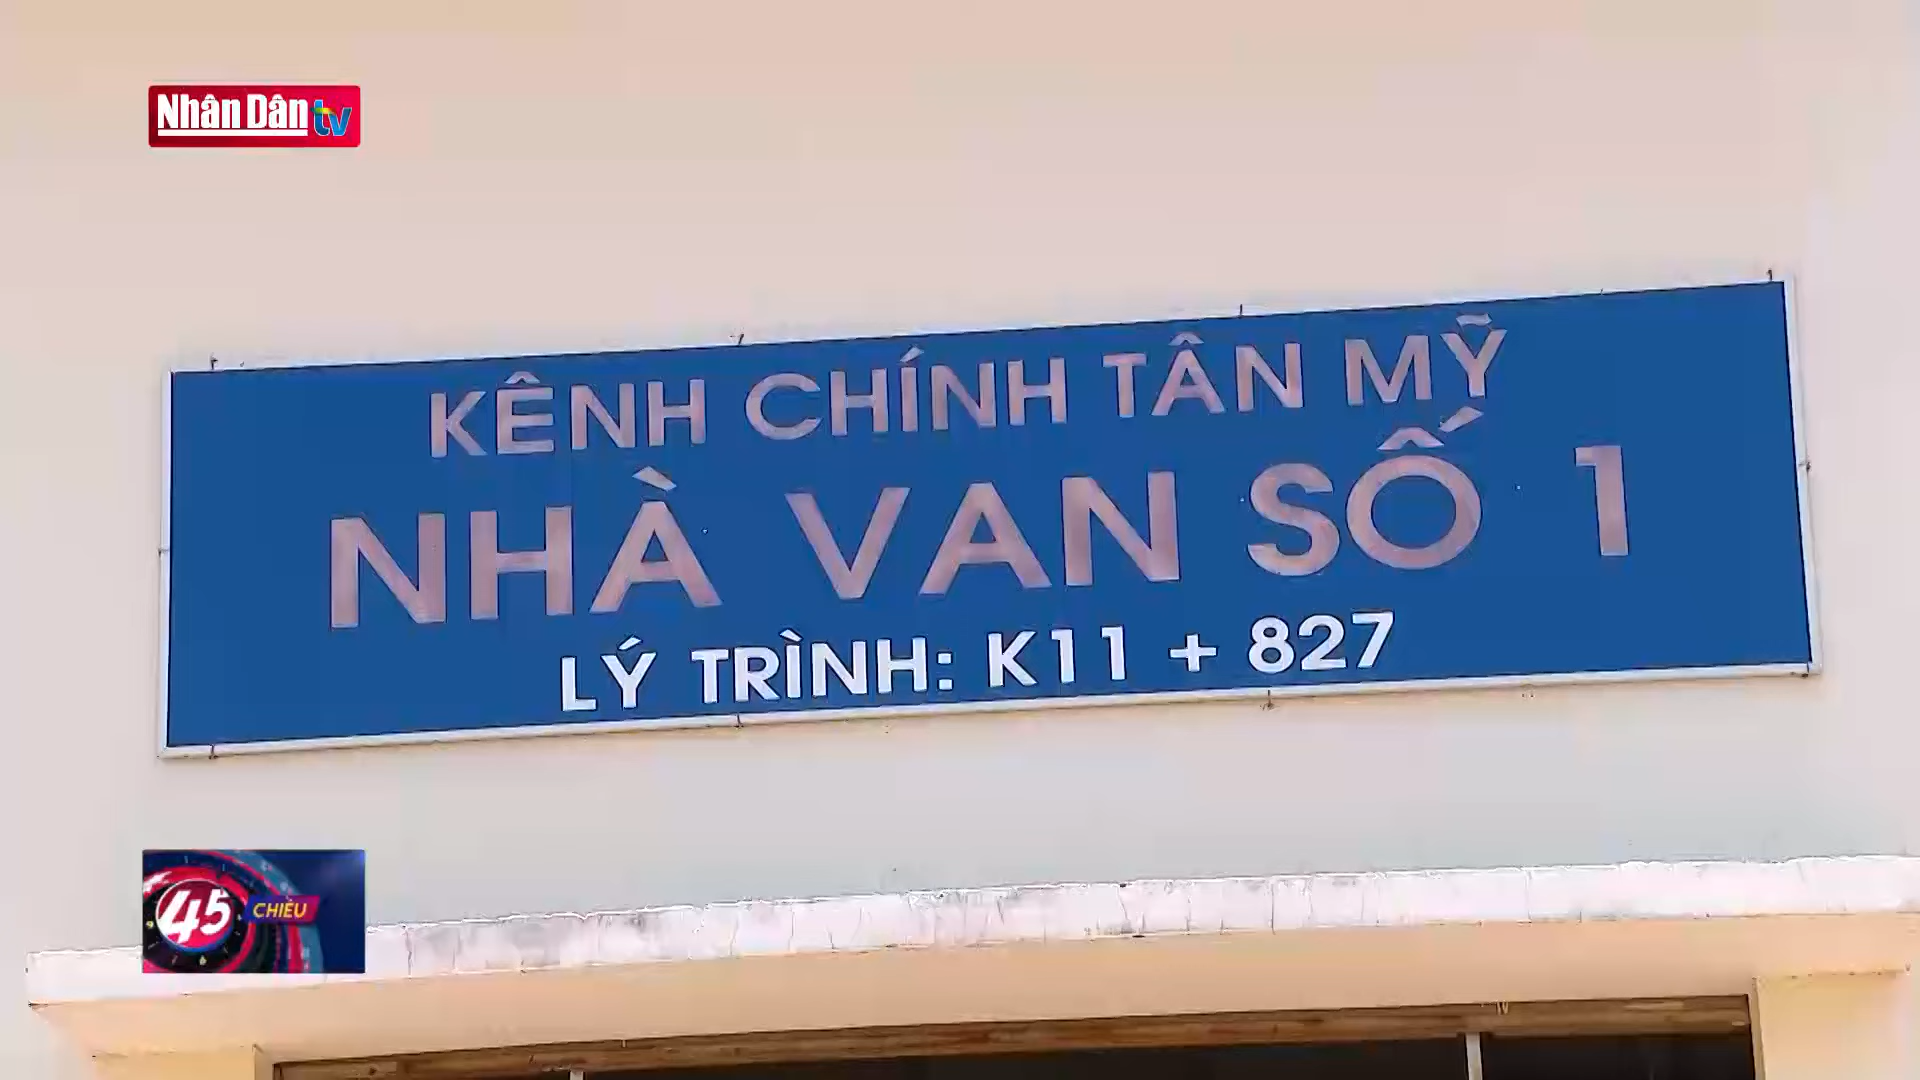 Nhân Dân tv
KÊNH CHÍNH TÂN MỸ
NHÀ VAN SỐ 1
LÝ TRÌNH: K11 + 827
45 CHIỀU